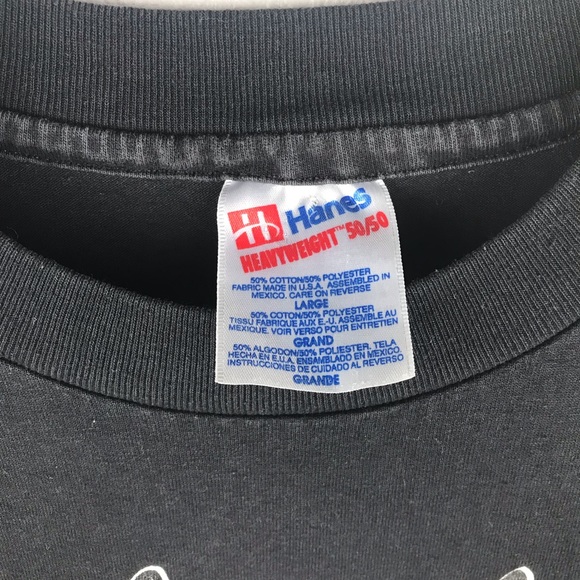 Hanes
HEAVYWEIGHT™ 50/50
50% COTTON/50% POLYESTER
FABRIC MADE IN U.S.A. ASSEMBLED IN
MEXICO. CARE ON REVERSE
LARGE
50% COTON/50% POLYESTER
TISSU FABRIQUE AUX E.-U. ASSEMBLE AU
MEXIQUE. VOIR VERSO POUR ENTRETIEN
GRAND
50% ALGODON/50% POLIESTER. TELA
HECHA EN E.U.A. ENSAMBLADO EN MEXICO.
INSTRUCCIONES DE CUIDADO AL REVERSO
GRANDE